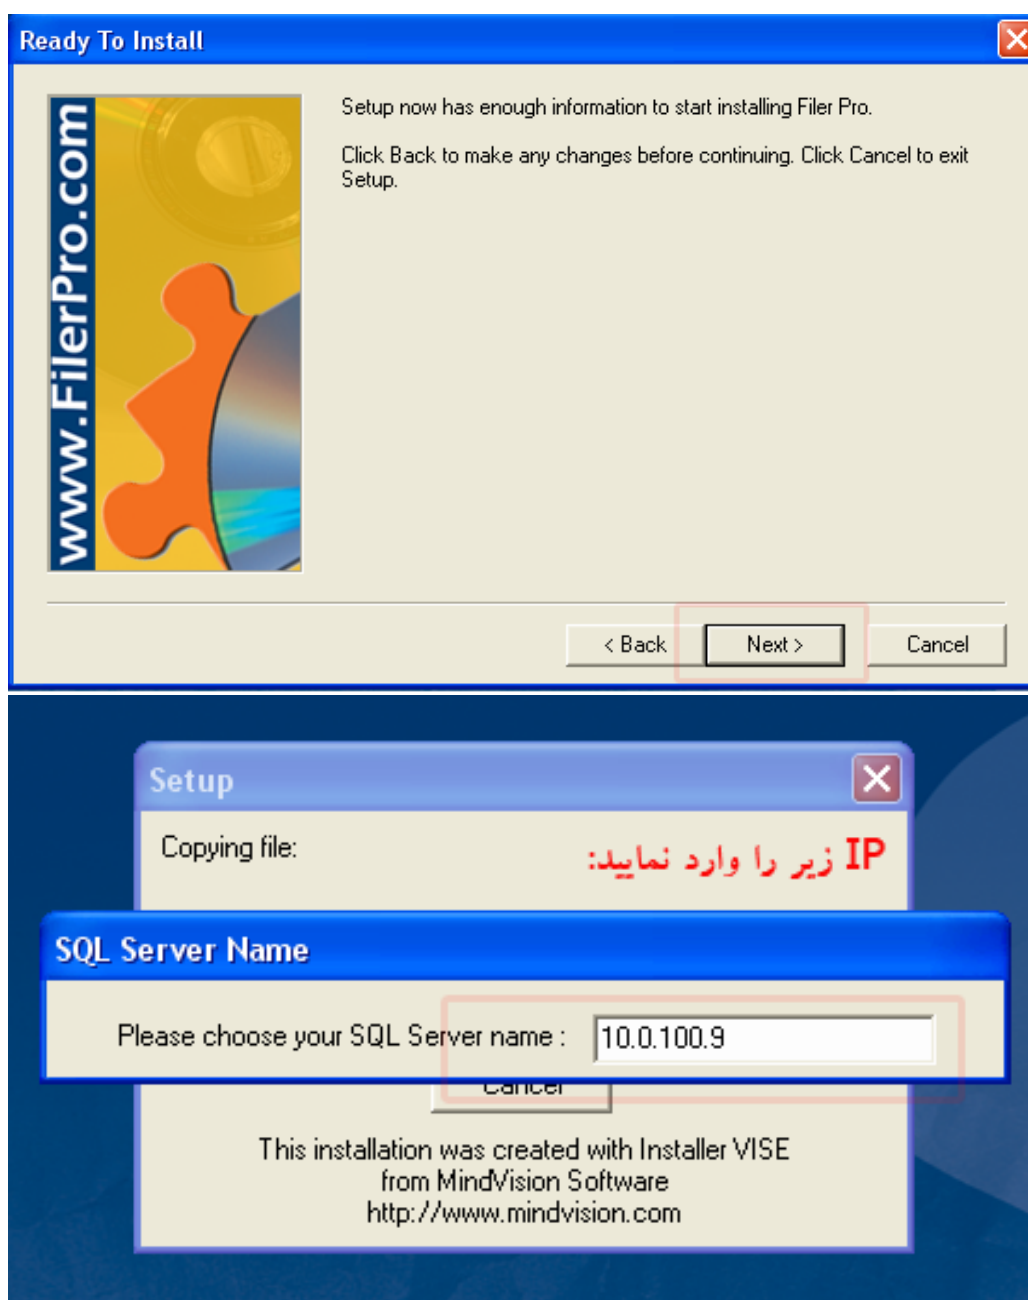 Ready To Install
www.FilerPro.com
Setup now has enough information to start installing Filer Pro.
Click Back to make any changes before continuing. Click Cancel to exit
Setup.
< Back
Next >
Cancel
Setup
Copying file:
IP زیر را وارد نمایید:
SQL Server Name
Please choose your SQL Server name :
10.0.100.9
Cancel
This installation was created with Installer VISE
from MindVision Software
http://www.mindvision.com